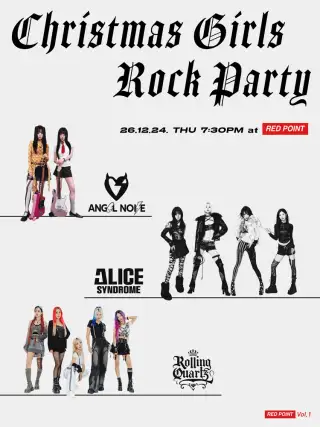 Christmas Girls
Rock Party
26.12.24. THU 7:30PM at RED POINT
ANGEL NOISE
ALICE
SYNDROME
Rolling
Quartz
RED POINT Vol.1